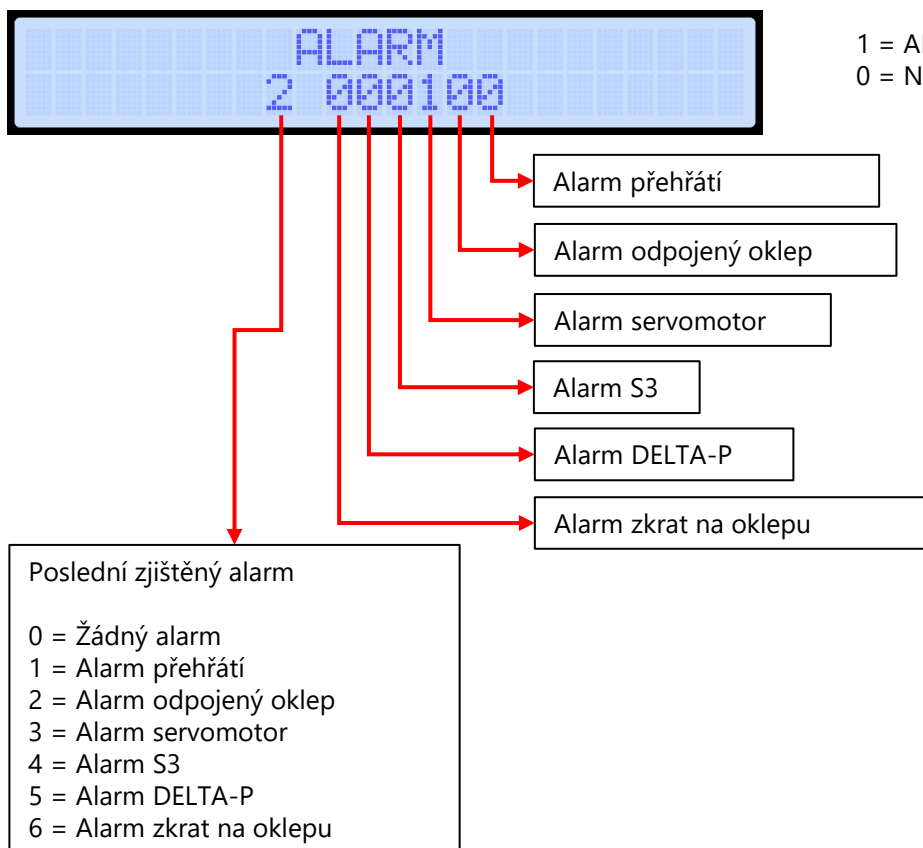 ALARM
2 000100
1 = Al
0 = N
Alarm přehřátí
Alarm odpojený oklep
Alarm servomotor
Alarm S3
Alarm DELTA-P
Alarm zkrat na oklepu
Poslední zjištěný alarm
0 = Žádný alarm
1 = Alarm přehřátí
2 = Alarm odpojený oklep
3 = Alarm servomotor
4 = Alarm S3
5 = Alarm DELTA-P
6 = Alarm zkrat na oklepu